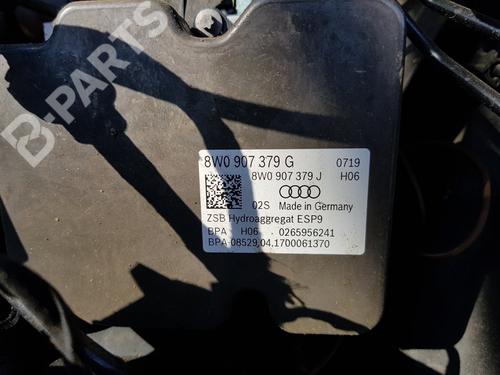 8W0 907 379 G 0719
8W0 907 379 J H06
02S Made in Germany
ZSB Hydroaggregat ESP9
BPA H06 0265956241
BPA-08529,04.1700061370
B-PARTS